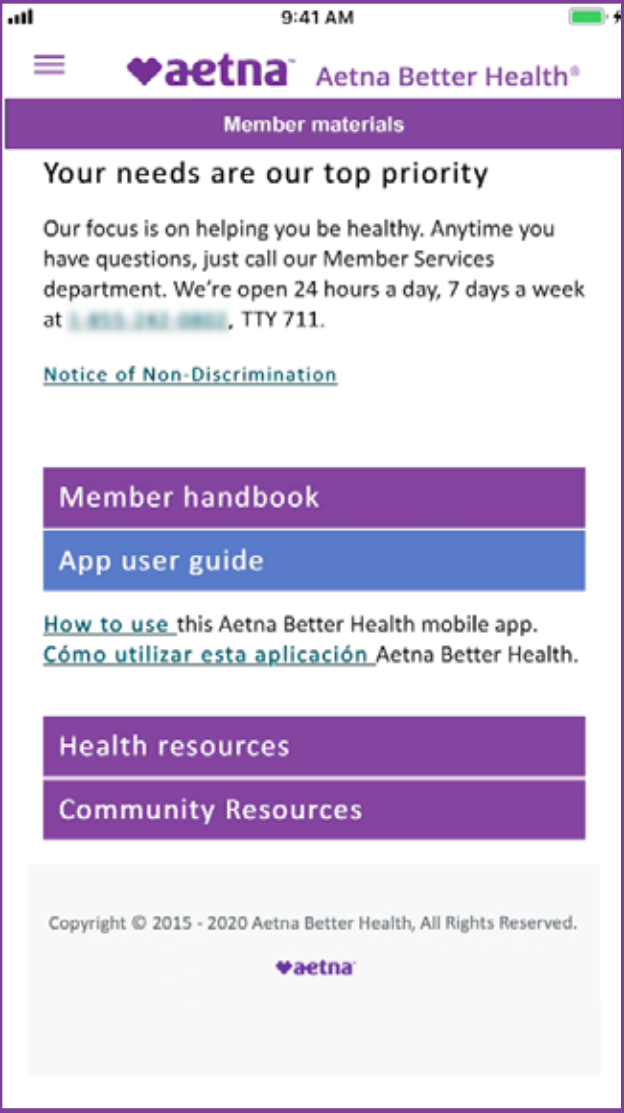 9:41 AM
aetna™ Aetna Better Health®
Member materials
Your needs are our top priority
Our focus is on helping you be healthy. Anytime you
have questions, just call our Member Services
department. We're open 24 hours a day, 7 days a week
at , TTY 711.
Notice of Non-Discrimination
Member handbook
App user guide
How to use this Aetna Better Health mobile app.
Cómo utilizar esta aplicación Aetna Better Health.
Health resources
Community Resources
Copyright © 2015 - 2020 Aetna Better Health, All Rights Reserved.
aetna